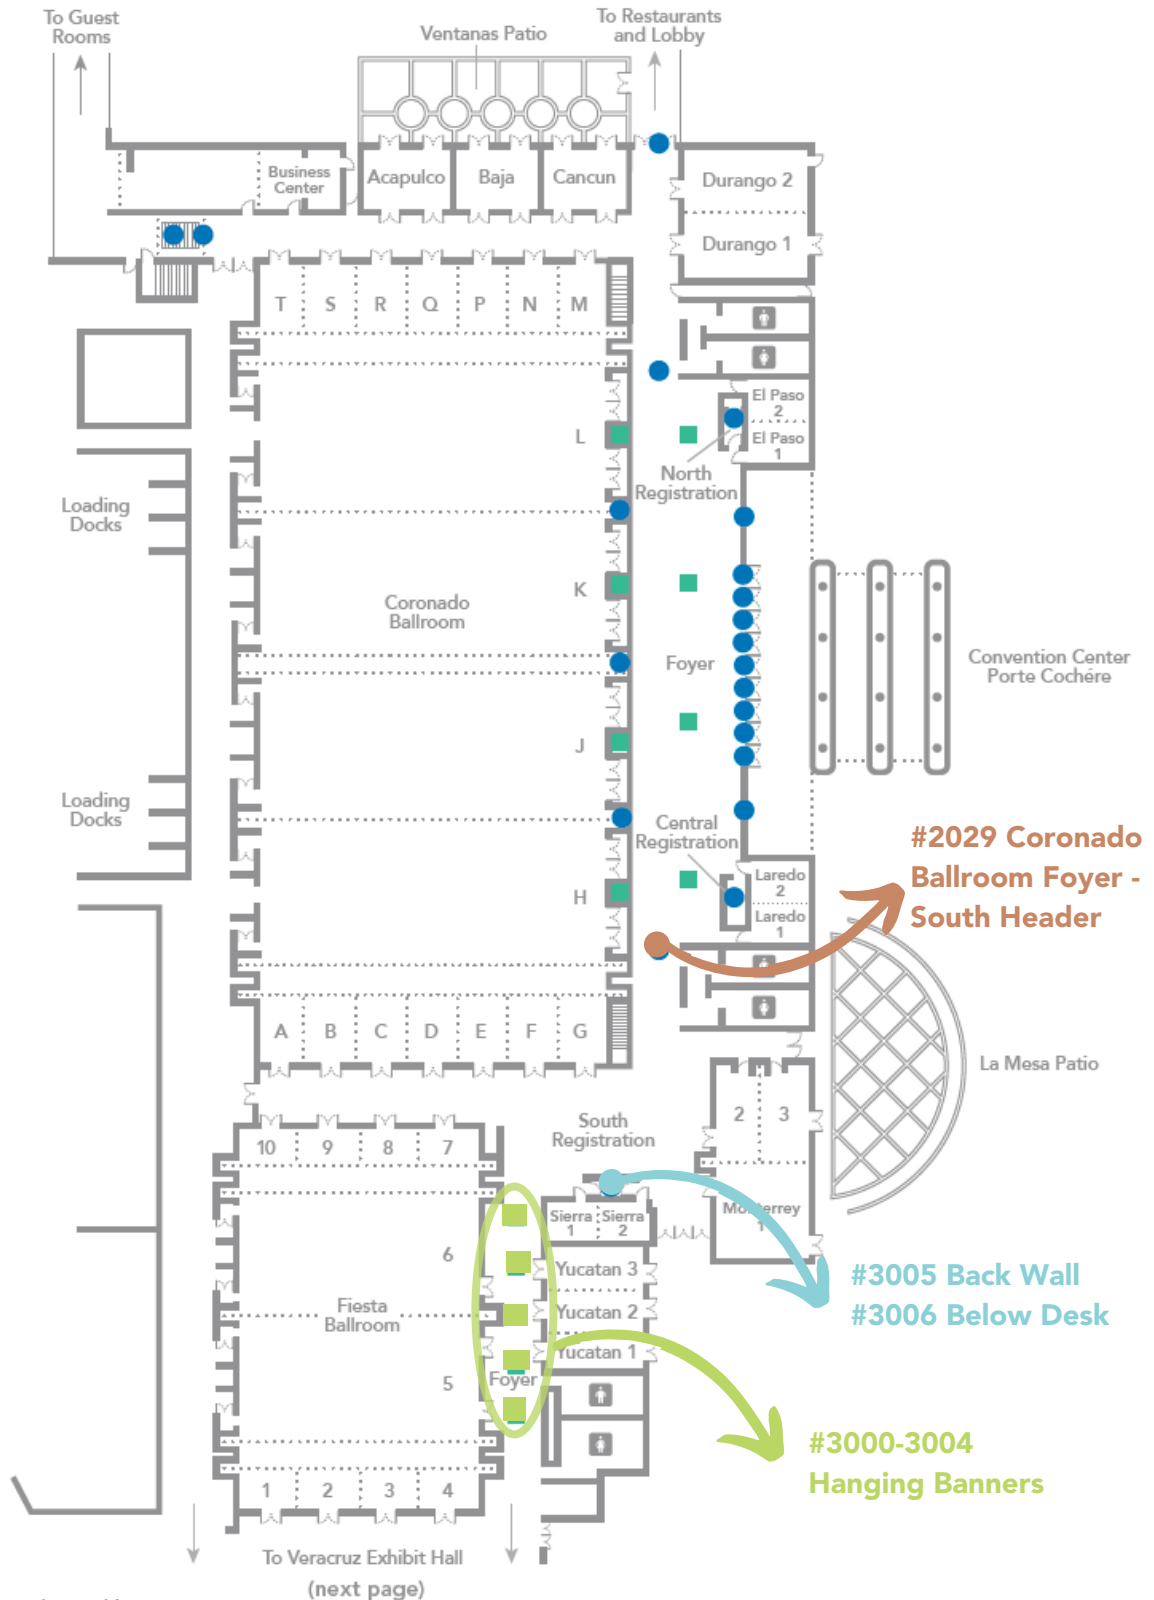 To Guest
Rooms
Ventanas Patio
To Restaurants
and Lobby
Business
Center
Acapulco
Baja
Cancun
Durango 2
Durango 1
T
S
R
Q
P
N
M
El Paso
2
El Paso
1
L
North
Registration
Loading
Docks
K
Coronado
Ballroom
Foyer
Convention Center
Porte Cochére
J
Loading
Docks
Central
Registration
#2029 Coronado
Ballroom Foyer -
South Header
Laredo
2
Laredo
1
H
A
B
C
D
E
F
G
La Mesa Patio
2
3
South
Registration
10
9
8
7
Sierra
1
Sierra
2
Monterrey
1
6
Yucatan 3
#3005 Back Wall
#3006 Below Desk
Fiesta
Ballroom
Yucatan 2
Yucatan 1
5
Foyer
#3000-3004
Hanging Banners
1
2
3
4
To Veracruz Exhibit Hall
(next page)